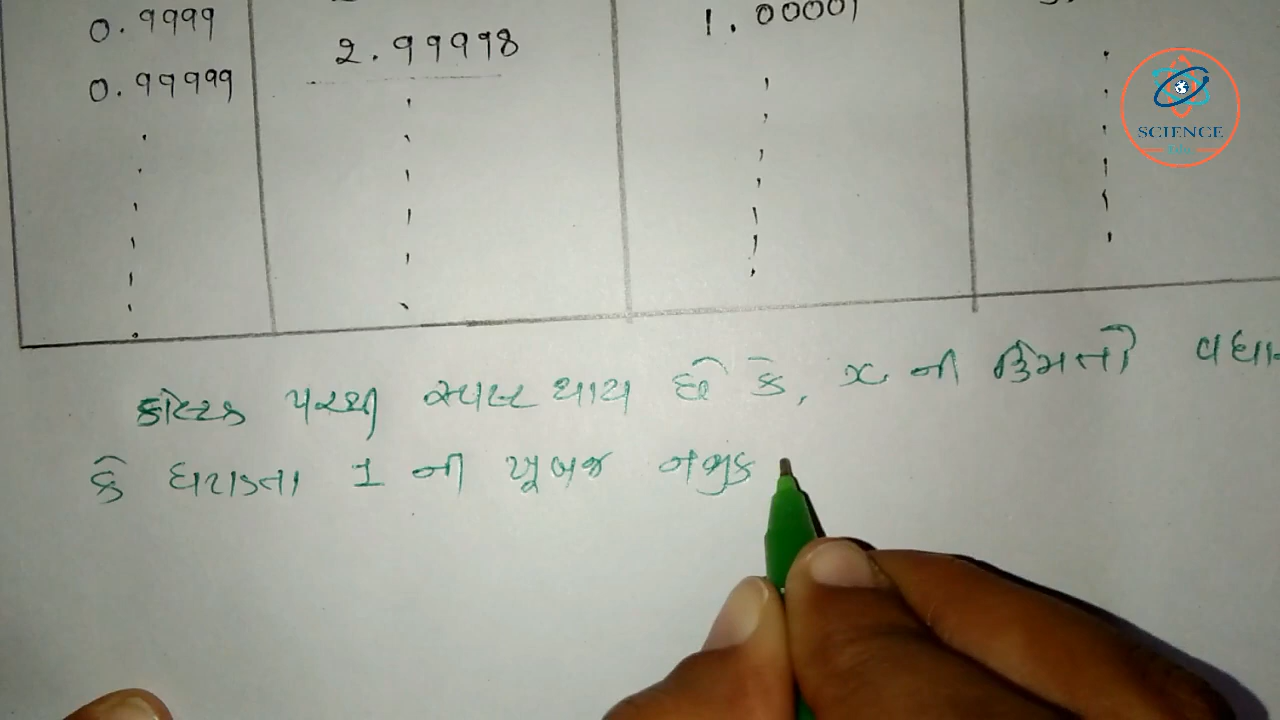 0.9999
2.99998
1.00001
0.99999
SCIENCE
કોષ્ટક પરથી સ્પષ્ટ થાય છે કે, x ની કિંમતી વધા
કે ઘટાડતા 1 ની ખૂબજ નજીક